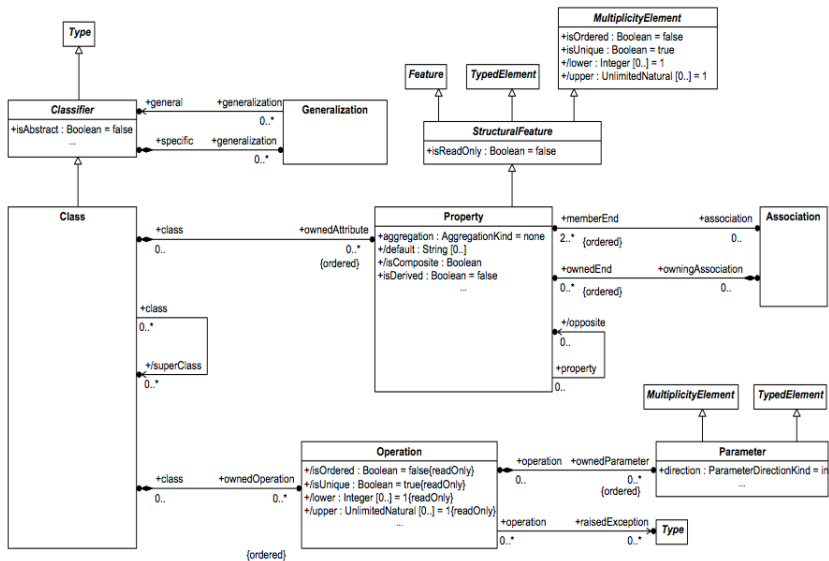 MultiplicityElement
+isOrdered : Boolean = false
+isUnique : Boolean = true
+/lower : Integer [0..] = 1
+/upper : UnlimitedNatural [0..] = 1
Type
Feature
TypedElement
Classifier
+isAbstract : Boolean = false
...
+general
+generalization
0..*
+specific
+generalization
0..*
Generalization
StructuralFeature
+isReadOnly : Boolean = false
Class
+class
0..
+ownedAttribute
0..*
{ordered}
Property
+aggregation : AggregationKind = none
+/default : String [0..]
+/isComposite : Boolean
+isDerived : Boolean = false
...
+memberEnd
2..*
{ordered}
+association
0..
Association
+ownedEnd
0..*
{ordered}
+owningAssociation
0..
+class
0..*
+/superClass
0..*
+/opposite
0..
+property
0..
MultiplicityElement
TypedElement
+class
0..
+ownedOperation
0..*
{ordered}
Operation
+/isOrdered : Boolean = false{readOnly}
+/isUnique : Boolean = true{readOnly}
+/lower : Integer [0..] = 1{readOnly}
+/upper : UnlimitedNatural [0..] = 1{readOnly}
...
+operation
0..
+ownedParameter
0..*
{ordered}
Parameter
+direction : ParameterDirectionKind = in
...
+operation
0..*
+raisedException
0..*
Type